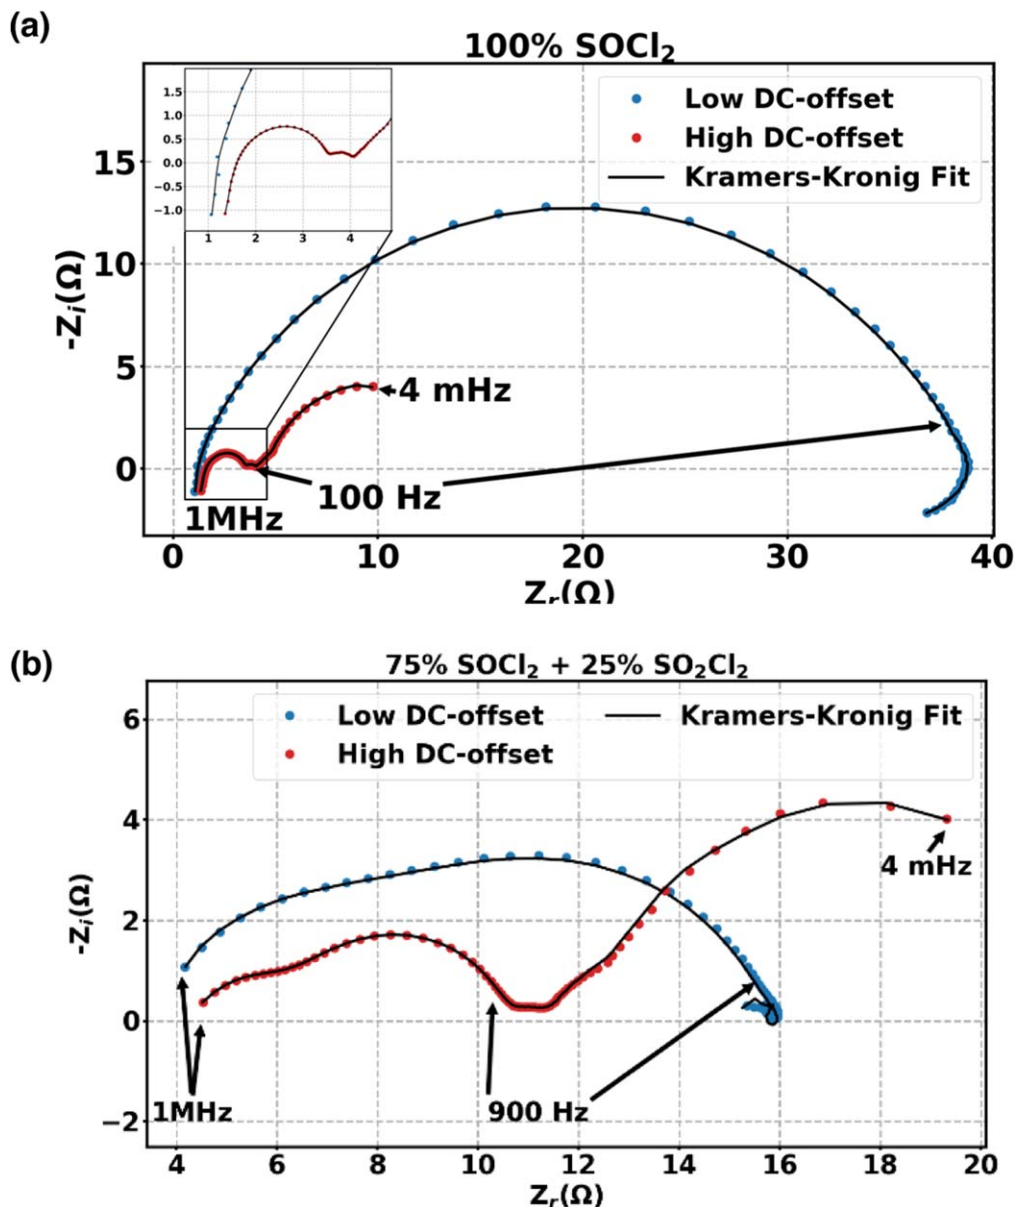 (a)
100% SOCl₂
Low DC-offset
High DC-offset
Kramers-Kronig Fit
1.5
1.0
0.5
0.0
−0.5
−1.0
1 2 3 4
15
10
5
0
-Zᵢ(Ω)
4 mHz
100 Hz
1MHz
0 10 20 30 40
Zᵣ(Ω)
(b)
75% SOCl₂ + 25% SO₂Cl₂
Low DC-offset
High DC-offset
Kramers-Kronig Fit
6
4
2
0
−2
-Zᵢ(Ω)
4 mHz
1MHz
900 Hz
4 6 8 10 12 14 16 18 20
Zᵣ(Ω)